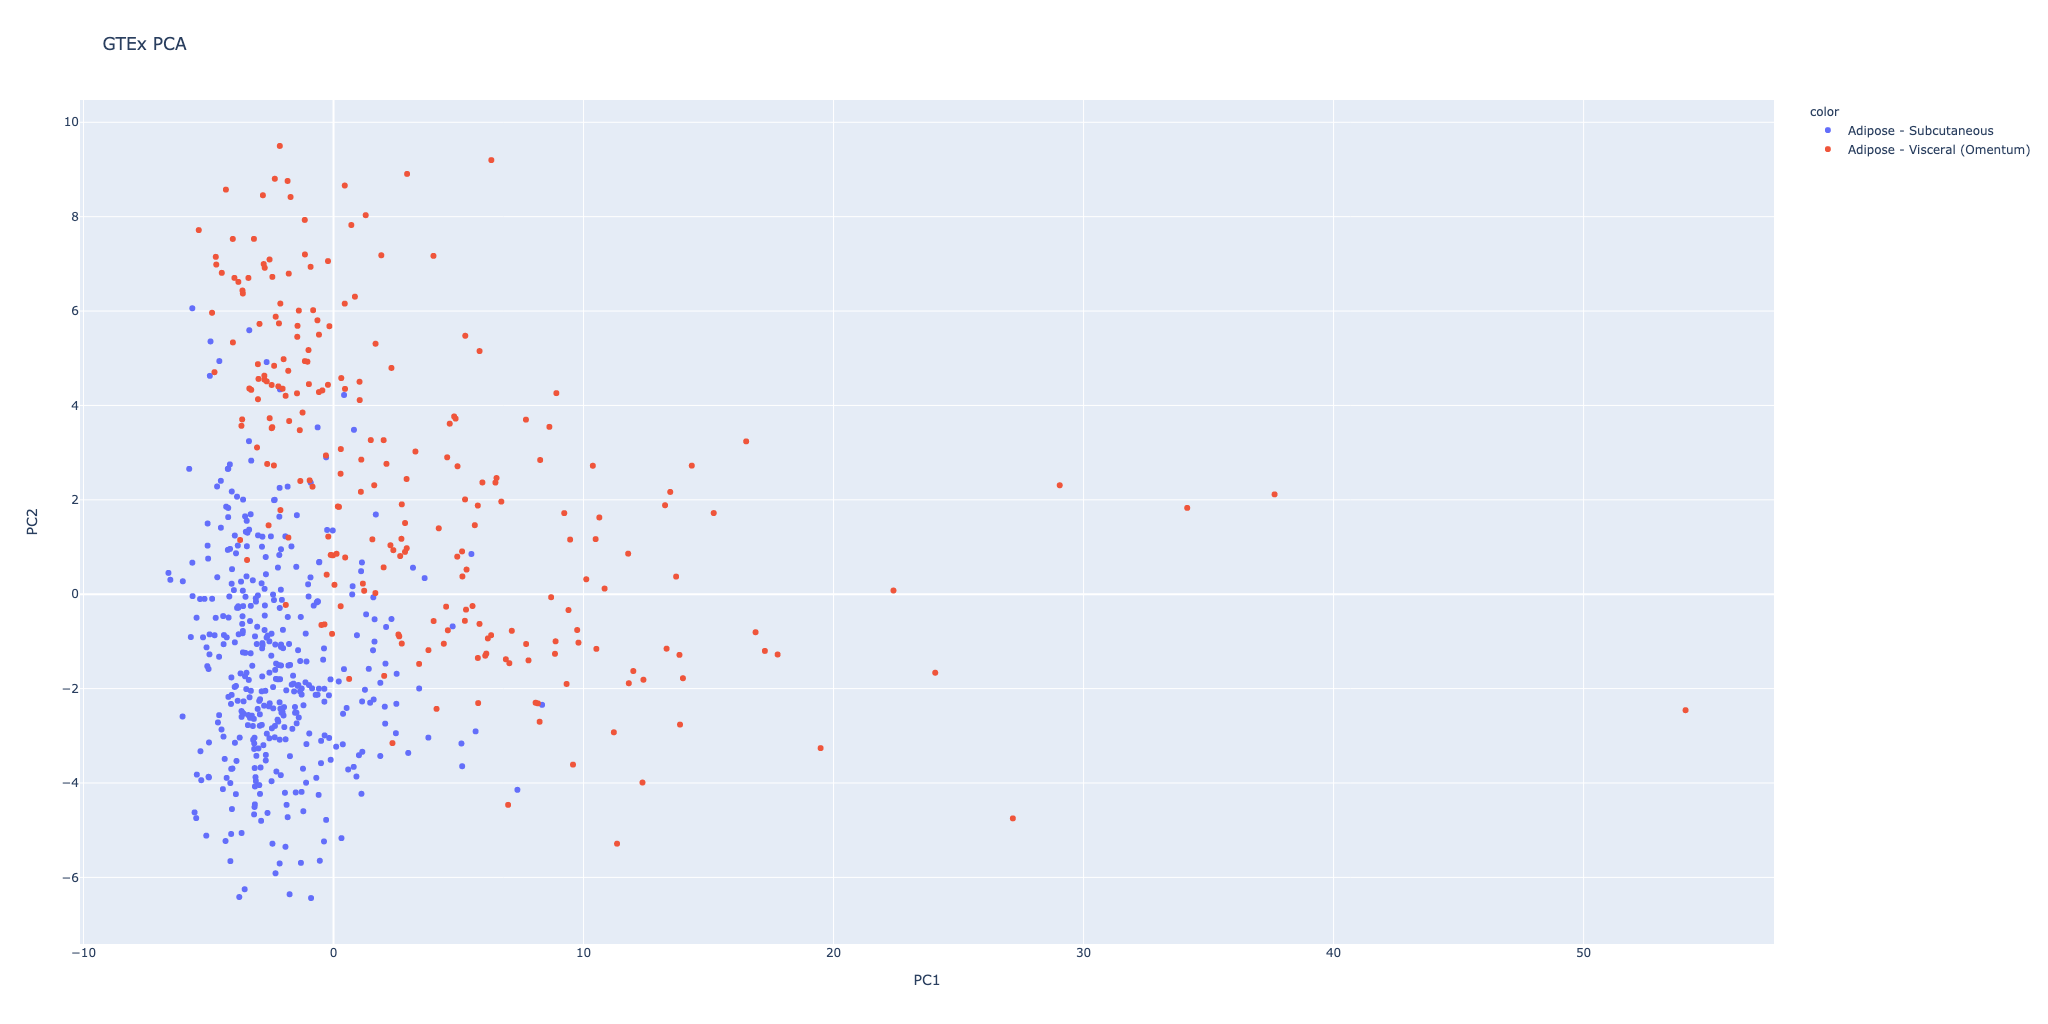 GTEx PCA
color
Adipose - Subcutaneous
Adipose - Visceral (Omentum)
10
8
6
4
2
0
−2
−4
−6
PC2
−10
0
10
20
30
40
50
PC1